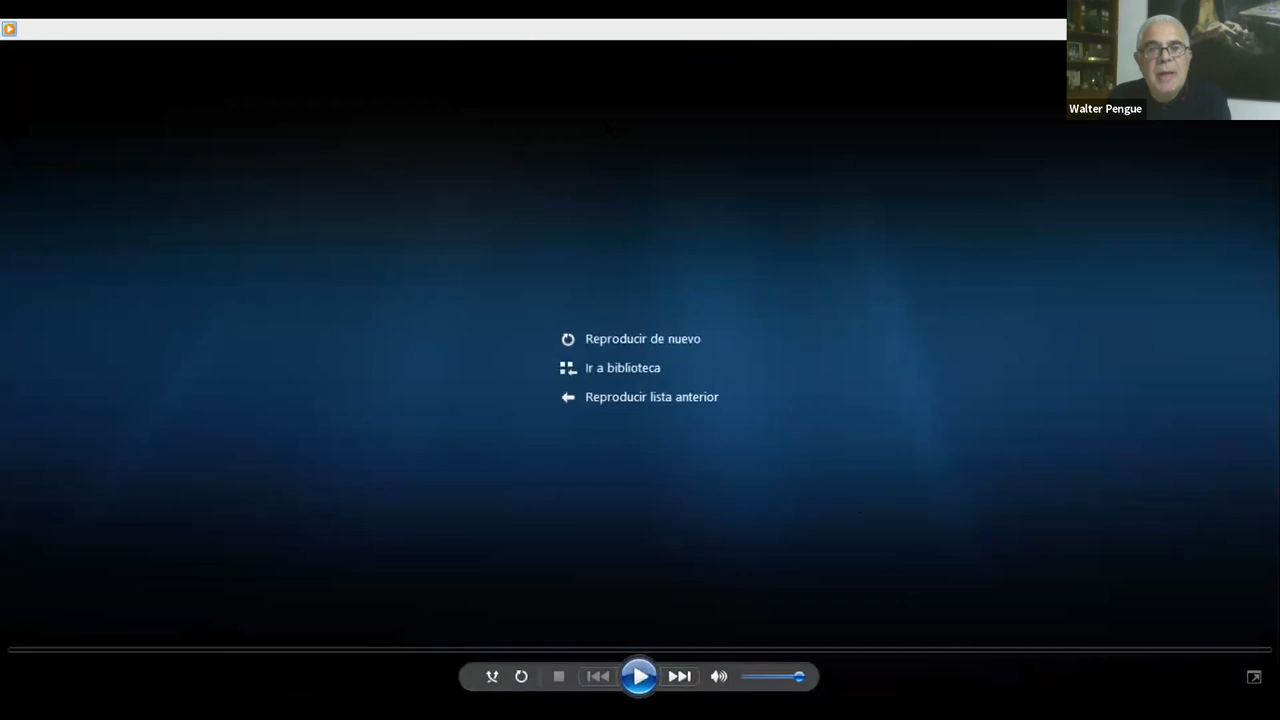 Walter Pengue
Reproducir de nuevo
Ir a biblioteca
Reproducir lista anterior